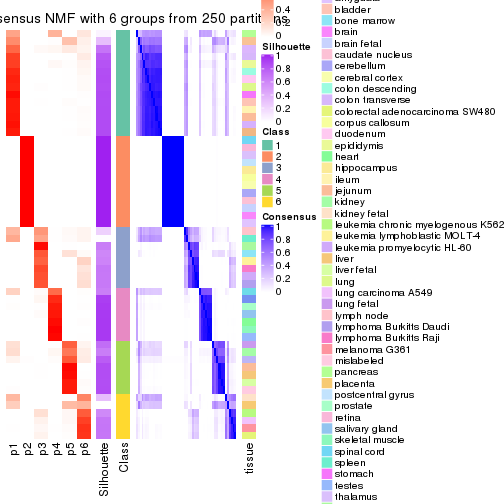 sensus NMF with 6 groups from 250 partitions
0.4
0.2
0
Silhouette
1
0.8
0.6
0.4
0.2
0
Class
1
2
3
4
5
6
Consensus
1
0.8
0.6
0.4
0.2
0
bladder
bone marrow
brain
brain fetal
caudate nucleus
cerebellum
cerebral cortex
colon descending
colon transverse
colorectal adenocarcinoma SW480
corpus callosum
duodenum
epididymis
heart
hippocampus
ileum
jejunum
kidney
kidney fetal
leukemia chronic myelogenous K562
leukemia lymphoblastic MOLT-4
leukemia promyelocytic HL-60
liver
liver fetal
lung
lung carcinoma A549
lung fetal
lymph node
lymphoma Burkitts Daudi
lymphoma Burkitts Raji
melanoma G361
mislabeled
pancreas
placenta
postcentral gyrus
prostate
retina
salivary gland
skeletal muscle
spinal cord
spleen
stomach
testes
thalamus
p1
p2
p3
p4
p5
p6
Silhouette
Class
tissue